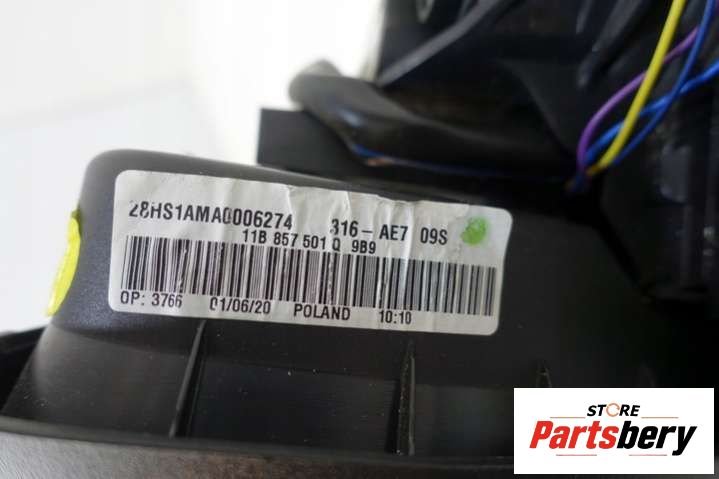 28HS1AMA0006274 316- AE7 09S
11B 857 501 Q 9B9
OP: 3766 01/06/20 POLAND 10:10
STORE
Partsbery